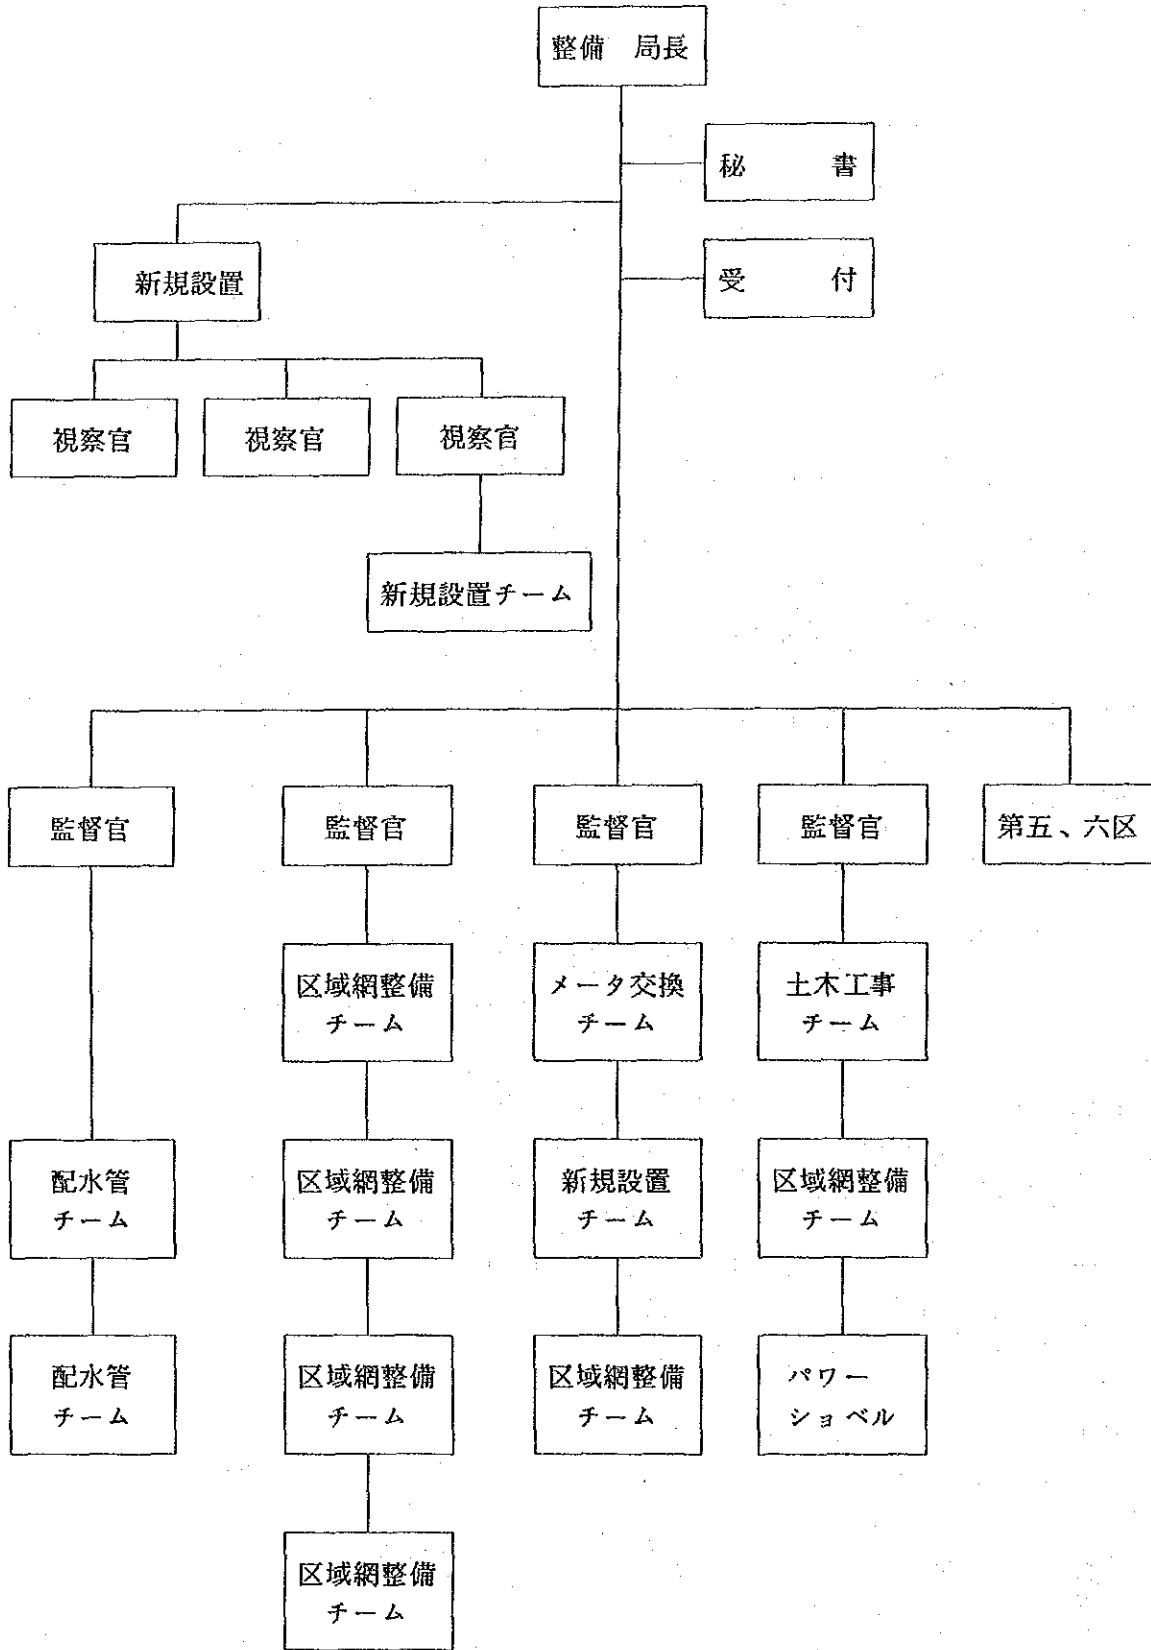 整備 局長
秘 書
受 付
新規設置
視察官
視察官
視察官
新規設置チーム
監督官
監督官
監督官
監督官
第五、六区
区域網整備
チーム
メータ交換
チーム
土木工事
チーム
配水管
チーム
区域網整備
チーム
新規設置
チーム
区域網整備
チーム
配水管
チーム
区域網整備
チーム
区域網整備
チーム
パワー
ショベル
区域網整備
チーム